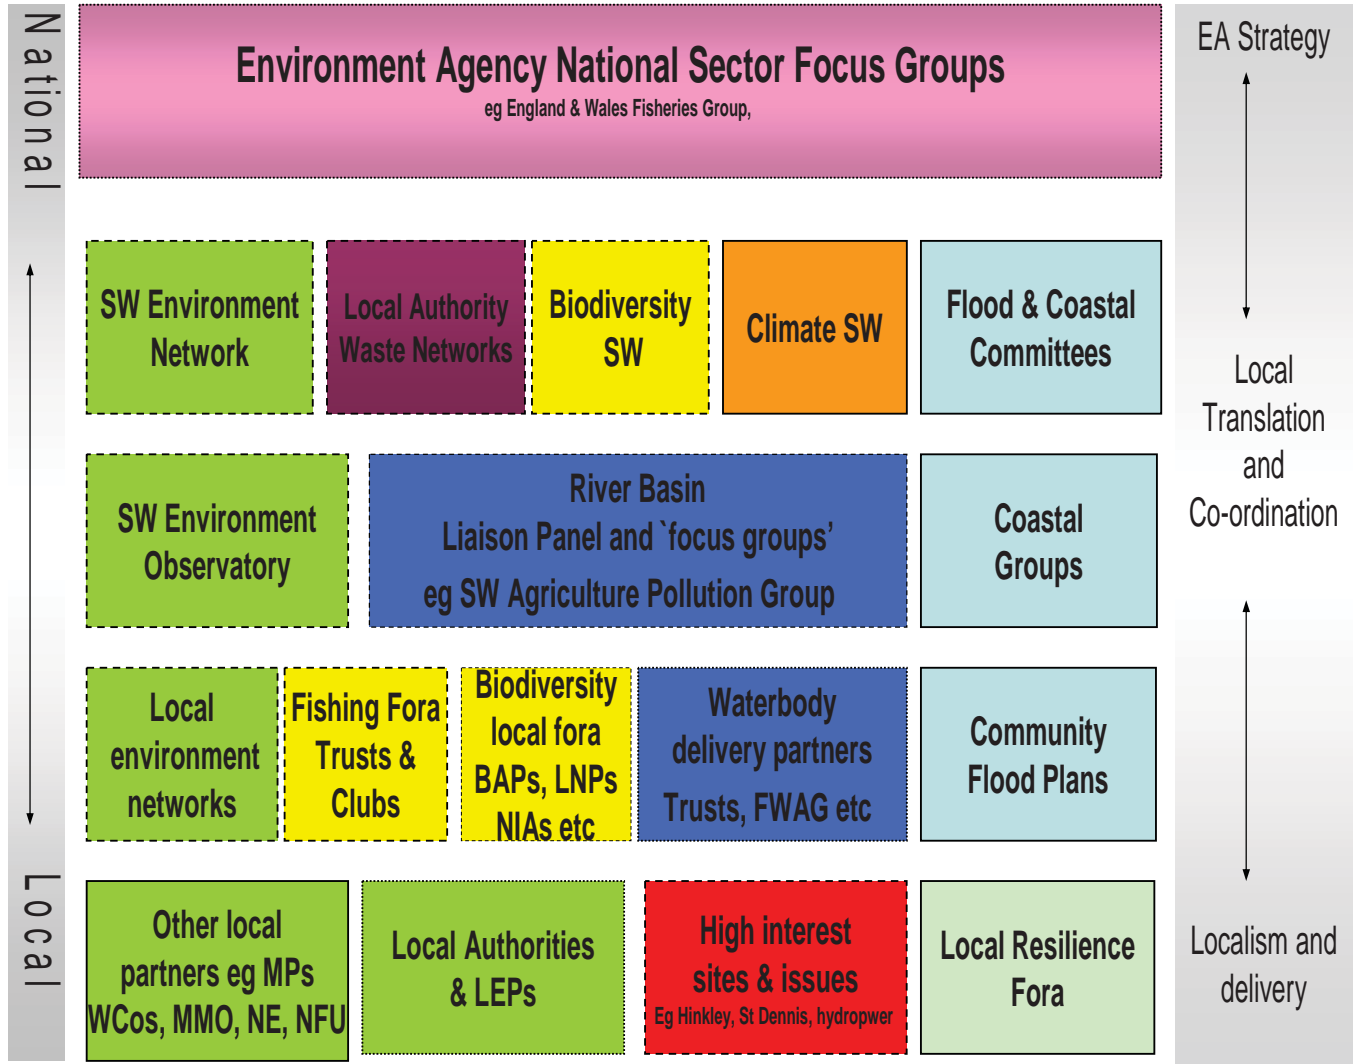 National
Environment Agency National Sector Focus Groups
eg England & Wales Fisheries Group,
EA Strategy
SW Environment
Network
Local Authority
Waste Networks
Biodiversity
SW
Climate SW
Flood & Coastal
Committees
Local
Translation
and
Co-ordination
SW Environment
Observatory
River Basin
Liaison Panel and `focus groups’
eg SW Agriculture Pollution Group
Coastal
Groups
Local
environment
networks
Fishing Fora
Trusts &
Clubs
Biodiversity
local fora
BAPs, LNPs
NIAs etc
Waterbody
delivery partners
Trusts, FWAG etc
Community
Flood Plans
Local
Other local
partners eg MPs
WCos, MMO, NE, NFU
Local Authorities
& LEPs
High interest
sites & issues
Eg Hinkley, St Dennis, hydropwer
Local Resilience
Fora
Localism and
delivery